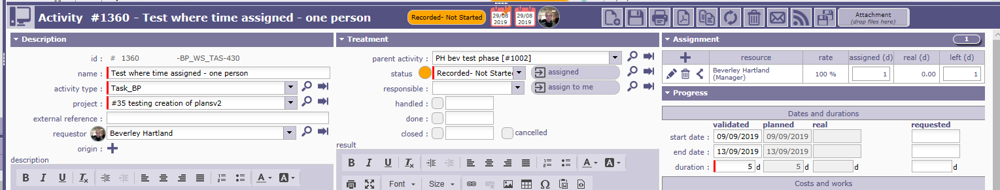 Activity #1360 - Test where time assigned - one person
Recorded- Not Started
29/08
2019
29/08
2019
Attachment
(drop files here)
Description
id : # 1360 -BP_WS_TAS-430
name : Test where time assigned - one person
activity type : Task_BP
project : #35 testing creation of plansv2
external reference :
requestor Beverley Hartland
origin :
description
B I U Tx
A A
Treatment
parent activity : PH bev test phase [#1002]
status Recorded- Not Started assigned
responsible : assign to me
handled :
done :
closed : cancelled
result
B I U Tx
A A
Font Size Ω
Assignment 1
resource rate assigned (d) real (d) left (d)
Beverley Hartland
(Manager) 100 % 1 0.00 1
Progress
Dates and durations
validated planned real requested
start date : 09/09/2019 09/09/2019
end date : 13/09/2019 13/09/2019
duration : 5 d 5 d d d
Costs and works